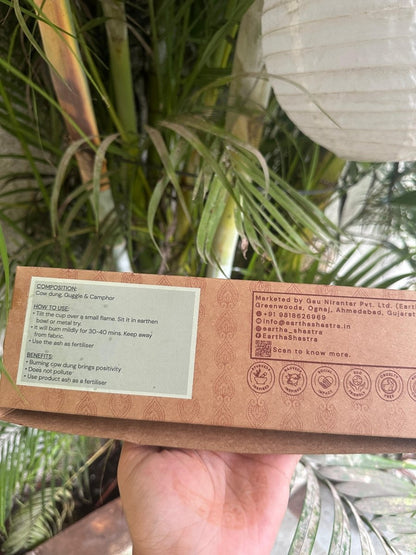 COMPOSITION:
Cow dung, Guggle & Camphor
HOW TO USE:
• Tilt the cup over a small flame. Sit it in earthen
bowl or metal try.
• it will burn mildly for 30-40 mins. Keep away
from fabric.
• Use the ash as fertiliser
BENEFITS:
• Burning cow dung brings positivity
• Does not pollute
• Use product ash as a fertiliser
Marketed by Gau Nirantar Pvt. Ltd. (Earth
Greenwoods, Ognaj, Ahmedabad, Gujarat
+91 9818626969
info@earthashastra.in
eartha_shastra
EarthaShastra
Scan to know more.